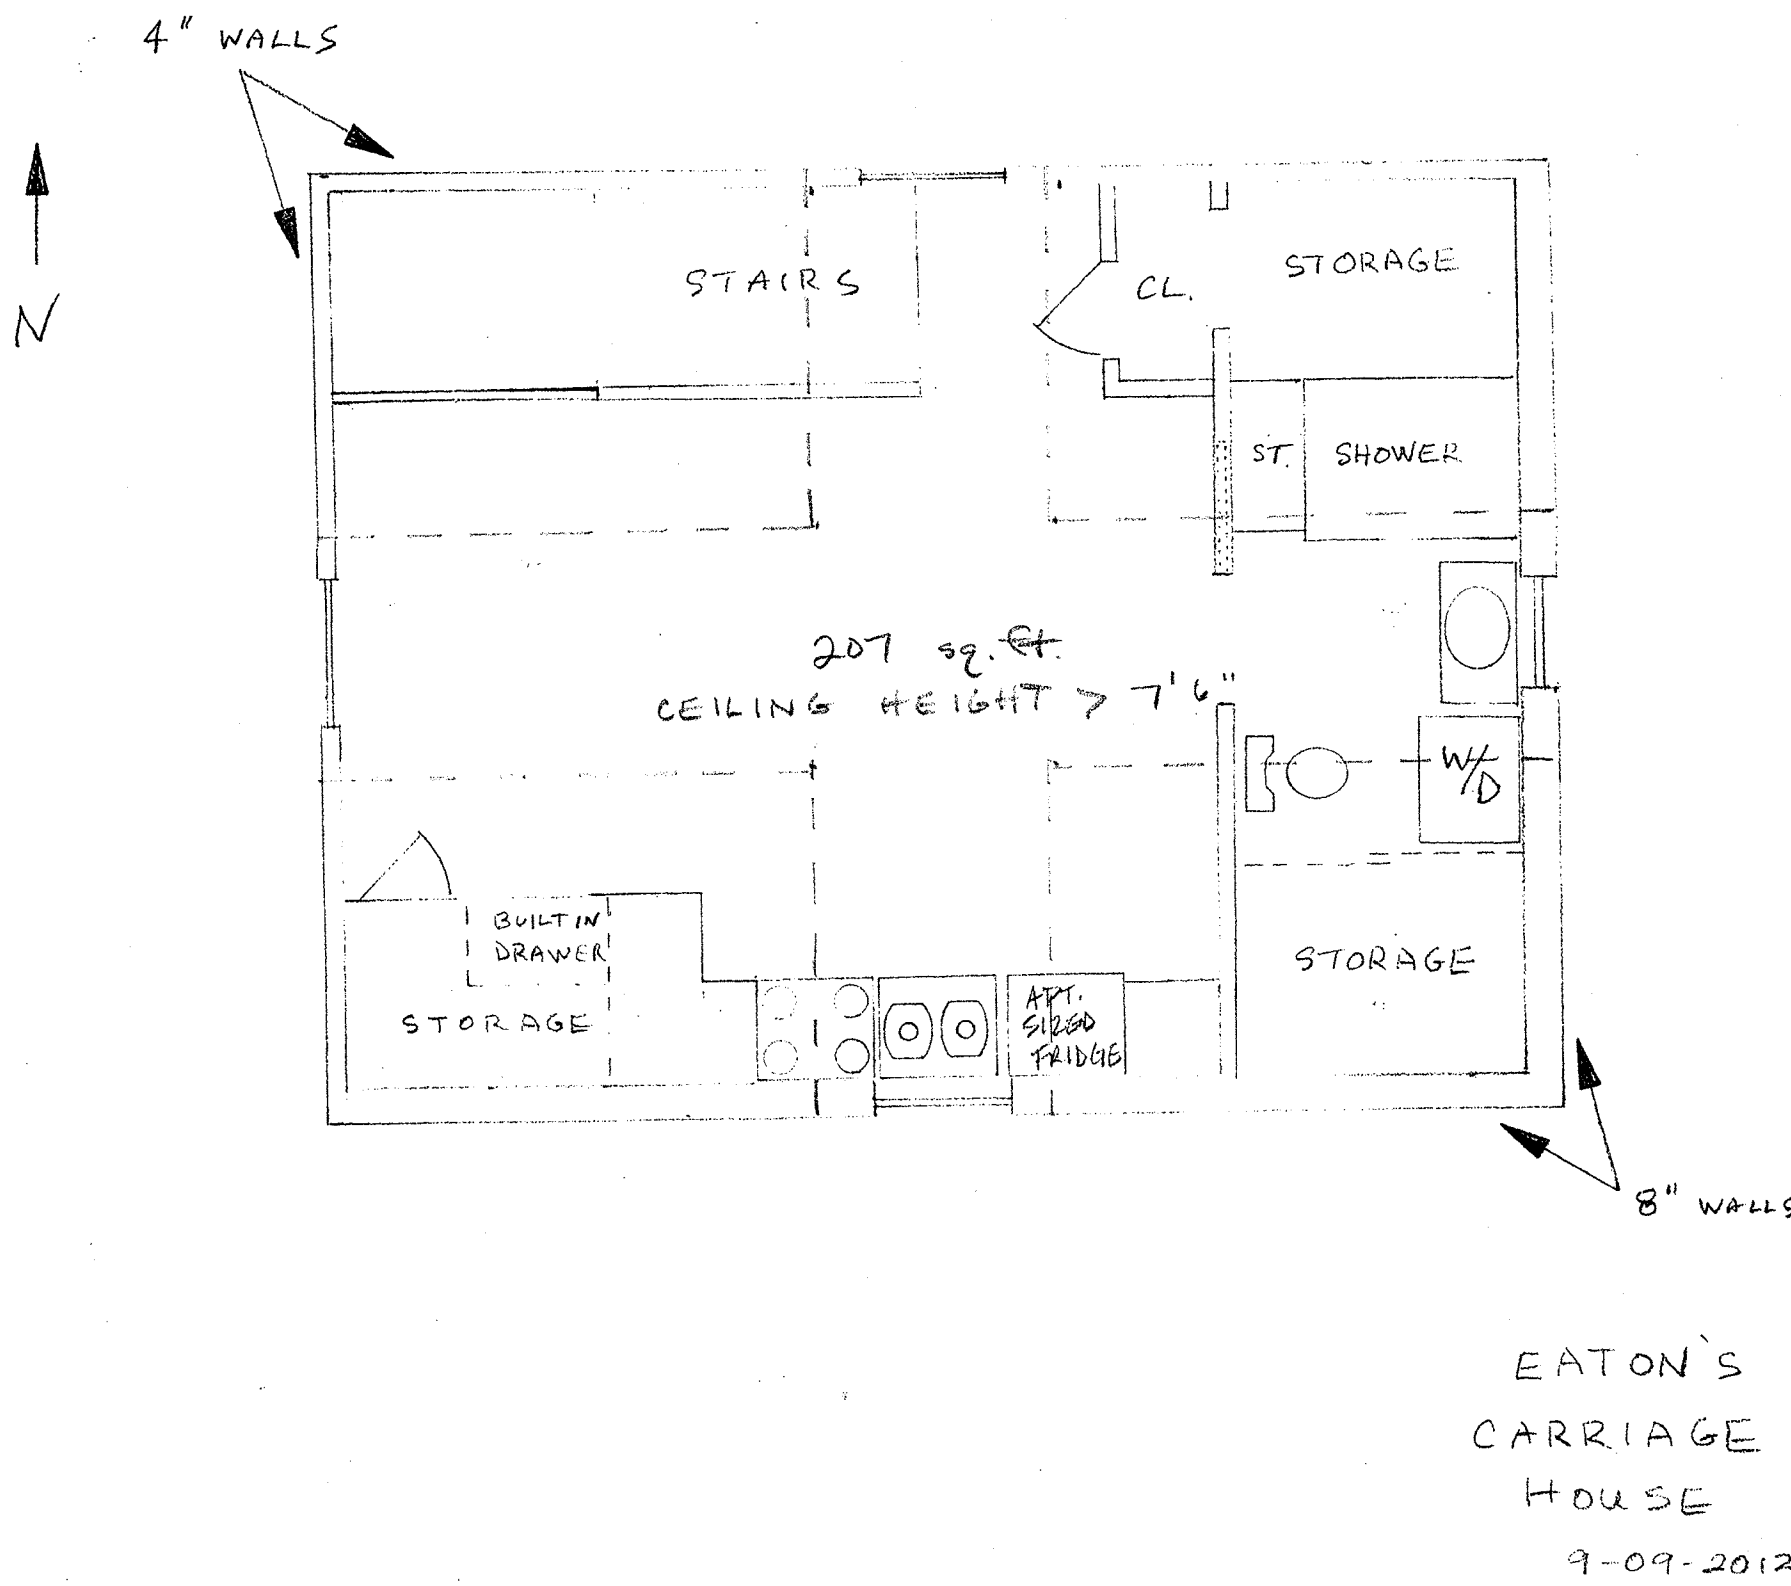 4" WALLS
N
STAIRS
CL.
STORAGE
ST.
SHOWER
207 sq. ft.
CEILING HEIGHT > 7'6"
W/D
BUILT IN
DRAWER
STORAGE
APT.
SIZED
FRIDGE
STORAGE
8" WALLS
EATON'S
CARRIAGE
HOUSE
9-09-2012